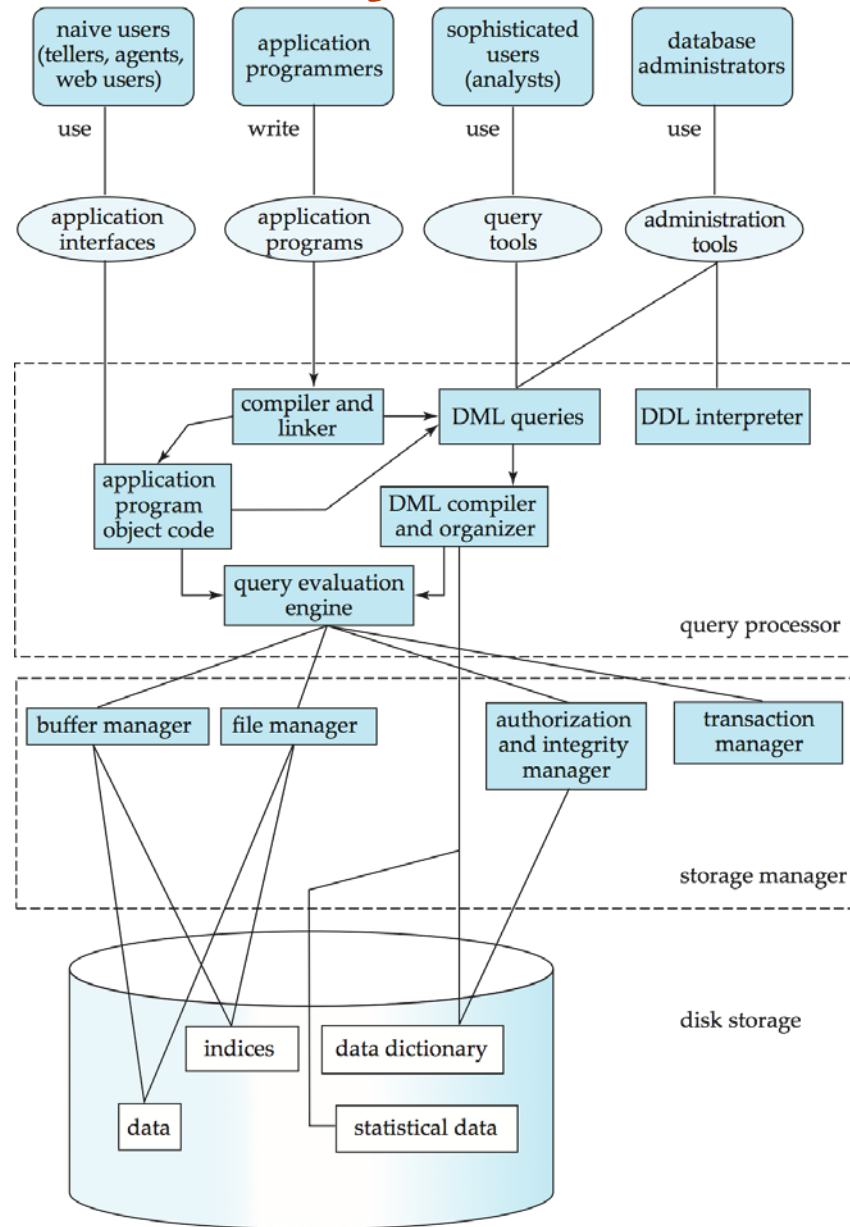 naive users
(tellers, agents,
web users)
application
programmers
sophisticated
users
(analysts)
database
administrators
use
write
use
use
application
interfaces
application
programs
query
tools
administration
tools
compiler and
linker
DML queries
DDL interpreter
application
program
object code
DML compiler
and organizer
query evaluation
engine
query processor
buffer manager
file manager
authorization
and integrity
manager
transaction
manager
storage manager
disk storage
indices
data dictionary
data
statistical data